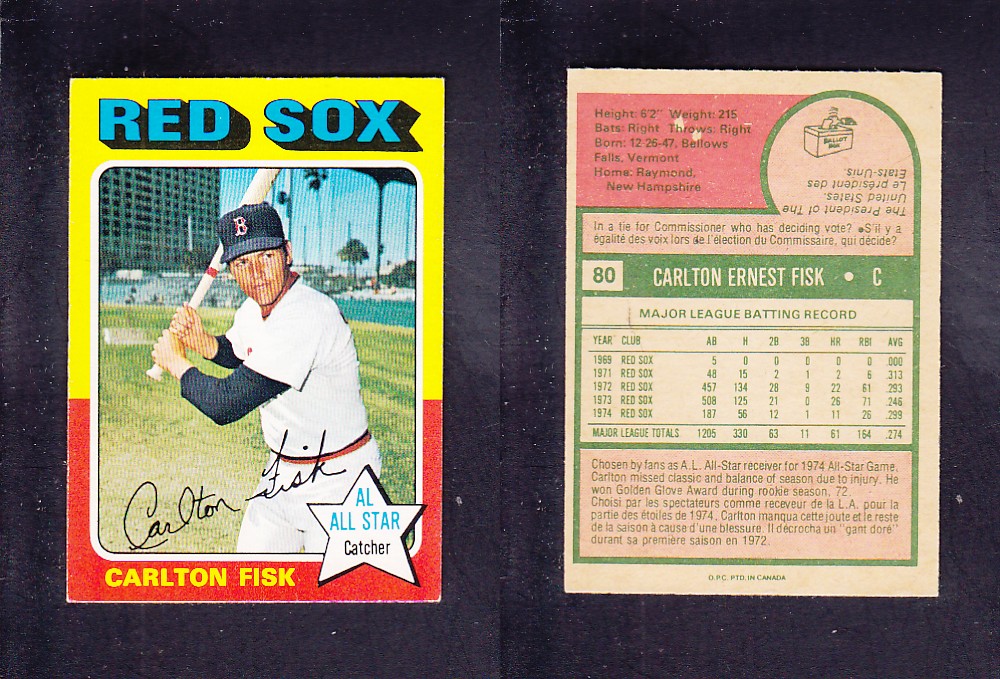 RED SOX
B
Carlton Fisk
AL
ALL STAR
Catcher
CARLTON FISK
Height: 6'2" Weight: 215
Bats: Right Throws: Right
Born: 12-26-47, Bellows
Falls, Vermont
Home: Raymond,
New Hampshire
BALLOT
BOX
The President of The
United States.
Le président des
Etats-Unis.
In a tie for Commissioner who has deciding vote? •S'il y a
égalité des voix lors de l'élection du Commissaire, qui décide?
80 CARLTON ERNEST FISK • C
MAJOR LEAGUE BATTING RECORD
YEAR CLUB AB H 2B 3B HR RBI AVG
1969 RED SOX 5 0 0 0 0 0 .000
1971 RED SOX 48 15 2 1 2 6 .313
1972 RED SOX 457 134 28 9 22 61 .293
1973 RED SOX 508 125 21 0 26 71 .246
1974 RED SOX 187 56 12 1 11 26 .299
MAJOR LEAGUE TOTALS 1205 330 63 11 61 164 .274
Chosen by fans as A.L. All-Star receiver for 1974 All-Star Game,
Carlton missed classic and balance of season due to injury. He
won Golden Glove Award during rookie season, 72.
Choisi par les spectateurs comme receveur de la L.A. pour la
partie des étoiles de 1974, Carlton manqua cette joute et le reste
de la saison à cause d'une blessure. Il décrocha un "gant doré"
durant sa première saison en 1972.
O.P.C. PTD. IN CANADA